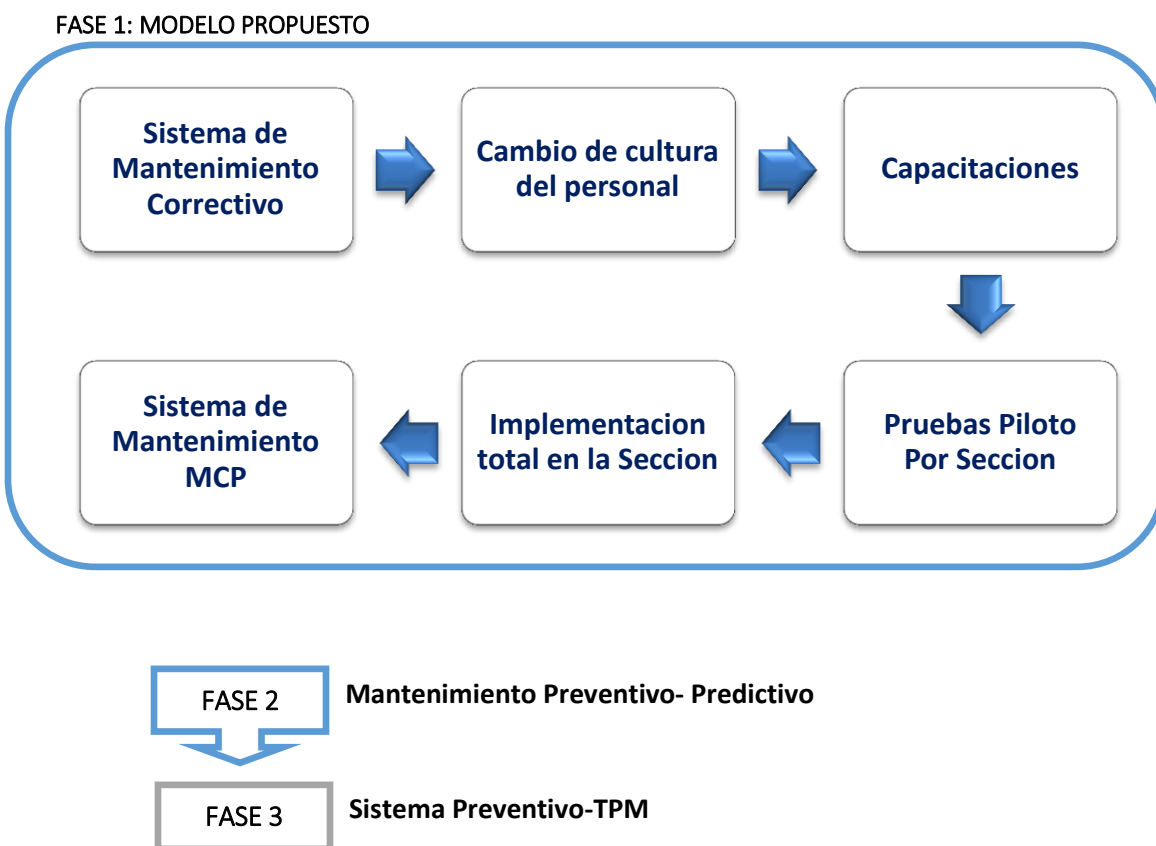 FASE 1: MODELO PROPUESTO
Sistema de
Mantenimiento
Correctivo
Cambio de cultura
del personal
Capacitaciones
Pruebas Piloto
Por Seccion
Implementacion
total en la Seccion
Sistema de
Mantenimiento
MCP
FASE 2
Mantenimiento Preventivo- Predictivo
FASE 3
Sistema Preventivo-TPM